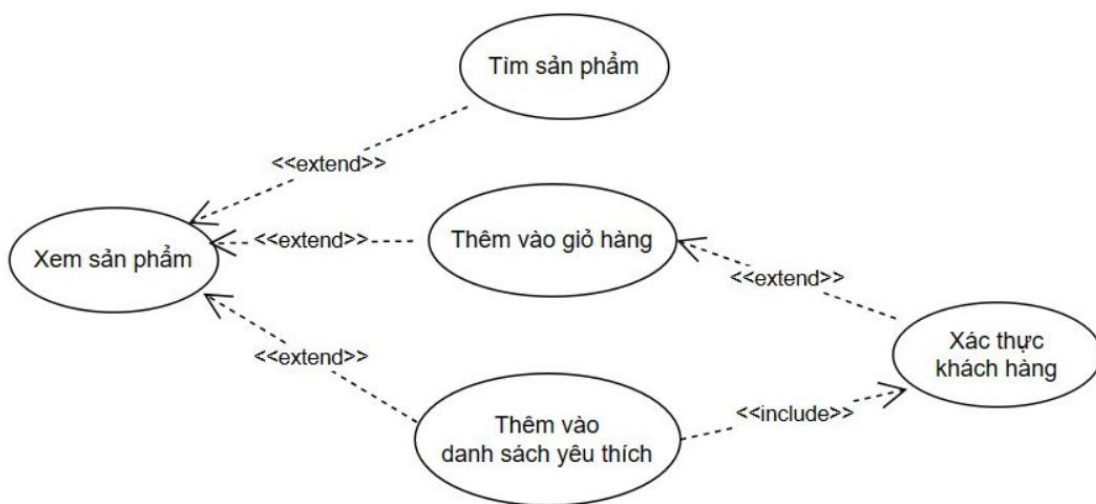 Tìm sản phẩm
<<extend>>
Xem sản phẩm
<<extend>>
Thêm vào giỏ hàng
<<extend>>
<<extend>>
Xác thực
khách hàng
Thêm vào
danh sách yêu thích
<<include>>